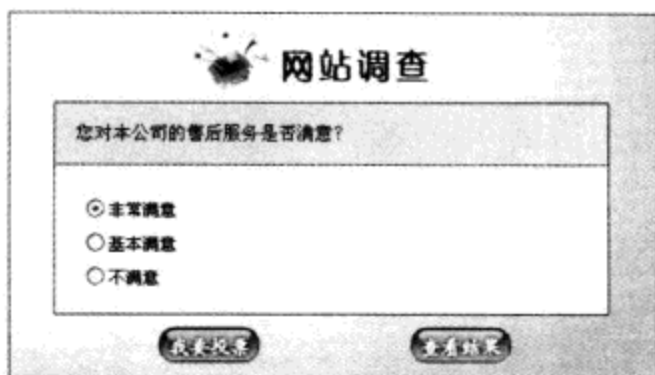 网站调查
您对本公司的售后服务是否满意？
非常满意
基本满意
不满意
我要投票
查看结果